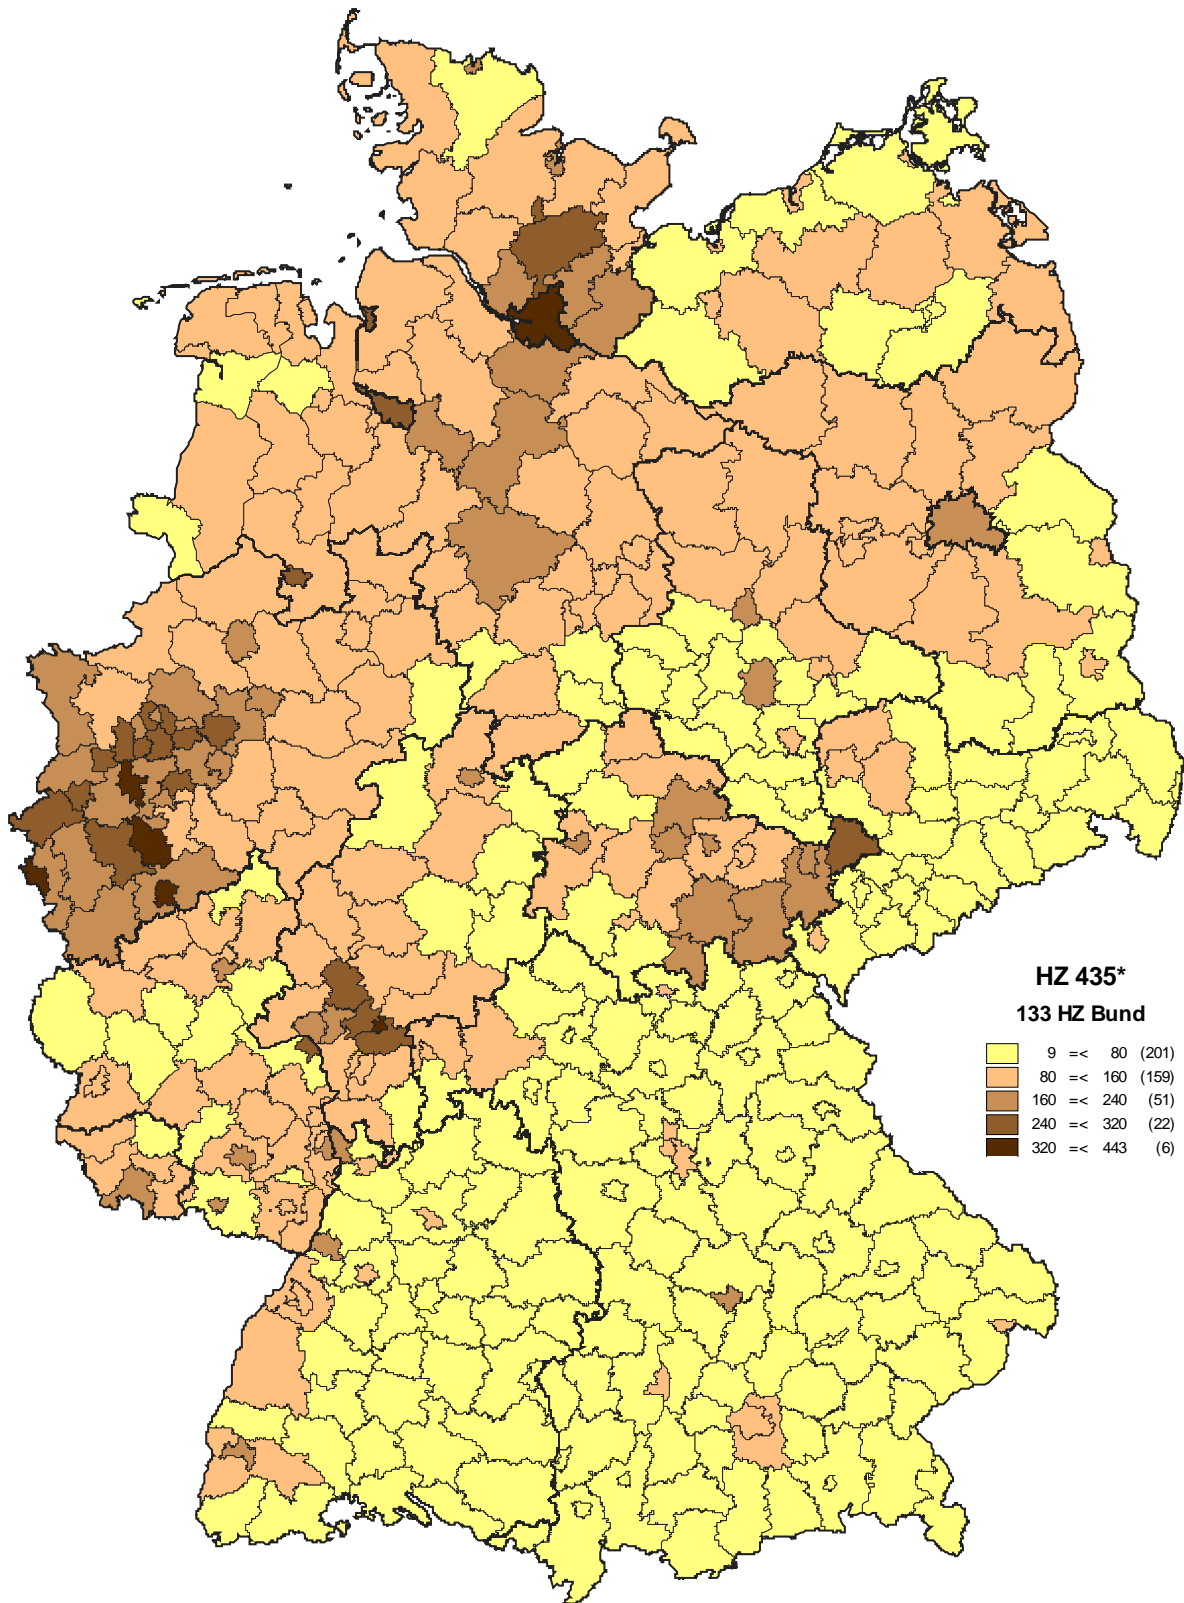 HZ 435*
133 HZ Bund
9 =< 80 (201)
80 =< 160 (159)
160 =< 240 (51)
240 =< 320 (22)
320 =< 443 (6)